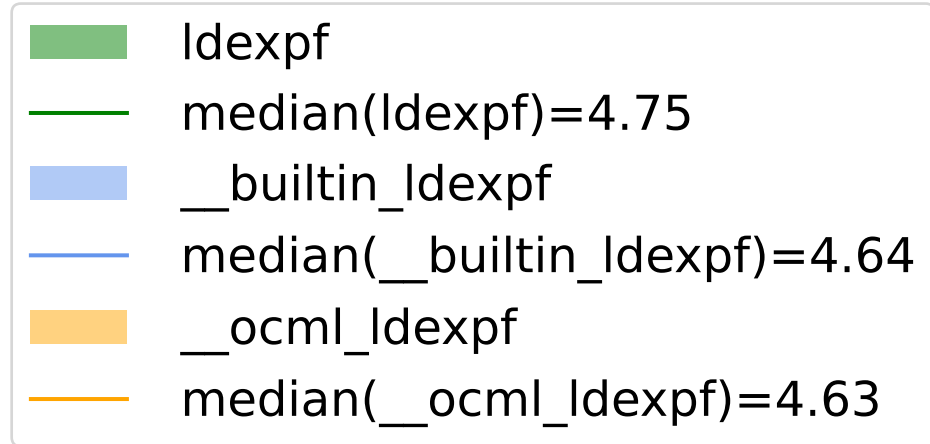 ldexpf
median(ldexpf)=4.75
__builtin_ldexpf
median(__builtin_ldexpf)=4.64
__ocml_ldexpf
median(__ocml_ldexpf)=4.63